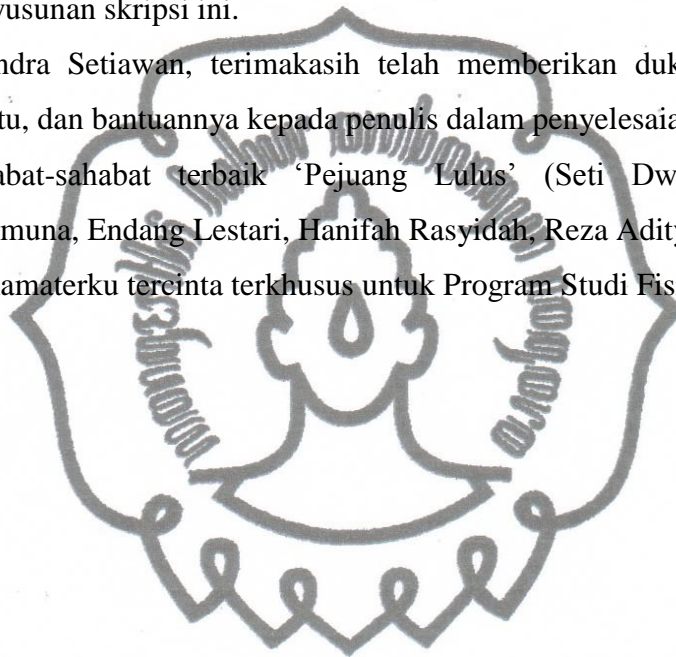 yusunan skripsi ini.
ndra Setiawan, terimakasih telah memberikan duk
tu, dan bantuannya kepada penulis dalam penyelesaia
abat-sahabat terbaik ‘Pejuang Lulus’ (Seti Dw
muna, Endang Lestari, Hanifah Rasyidah, Reza Adity
amaterku tercinta terkhusus untuk Program Studi Fis